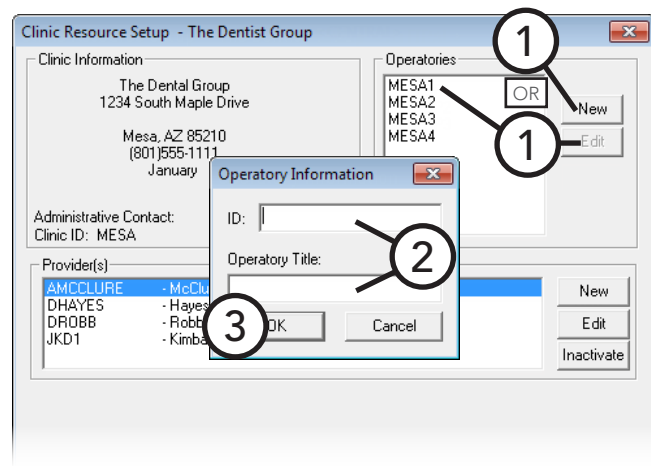 Clinic Resource Setup - The Dentist Group
1
Clinic Information
The Dental Group
1234 South Maple Drive
Mesa, AZ 85210
(801)555-1111
January
Administrative Contact:
Clinic ID: MESA
Operatories
MESA1
MESA2
MESA3
MESA4
OR
New
1
Edit
Operatory Information
ID:
2
Operatory Title:
3
OK
Cancel
Provider(s)
AMCCLURE - McClu
DHAYES - Hayes
DROBB - Robb
JKD1 - Kimba
New
Edit
Inactivate